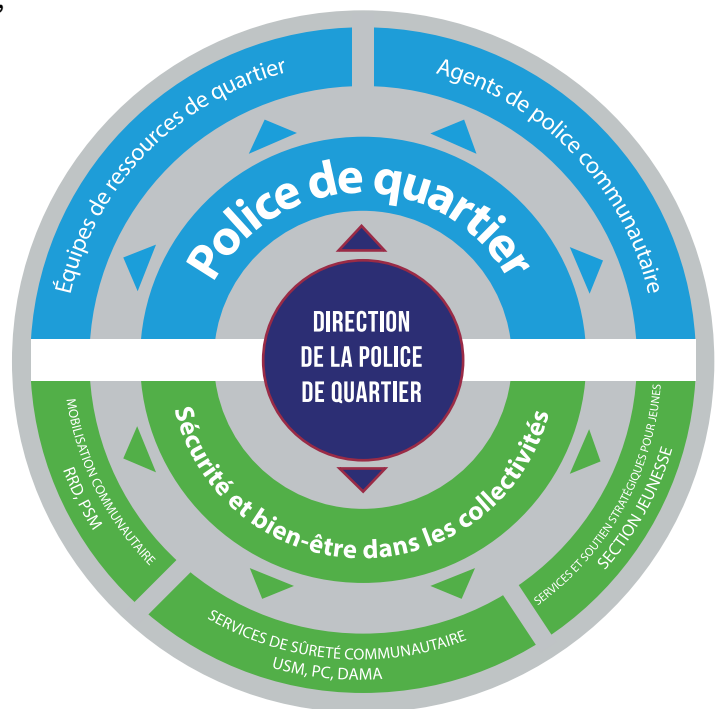 Équipes de ressources de quartier
Agents de police communautaire
Police de quartier
DIRECTION
DE LA POLICE
DE QUARTIER
Sécurité et bien-être dans les collectivités
MOBILISATION COMMUNAUTAIRE
RRD, PSM
SERVICES DE SÛRETÉ COMMUNAUTAIRE
USM, PC, DAMA
SERVICES ET SOUTIEN STRATÉGIQUES POUR JEUNES
SECTION JEUNESSE